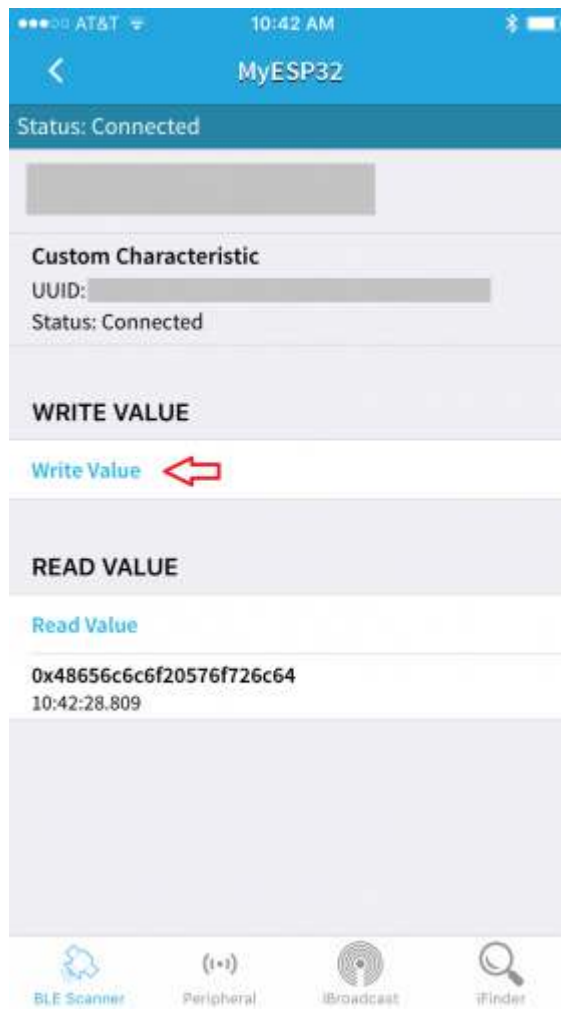 AT&T 10:42 AM
MyESP32
Status: Connected
Custom Characteristic
UUID:
Status: Connected
WRITE VALUE
Write Value
READ VALUE
Read Value
0x48656c6c6f20576f726c64
10:42:28.809
BLE Scanner Peripheral iBroadcast iFinder